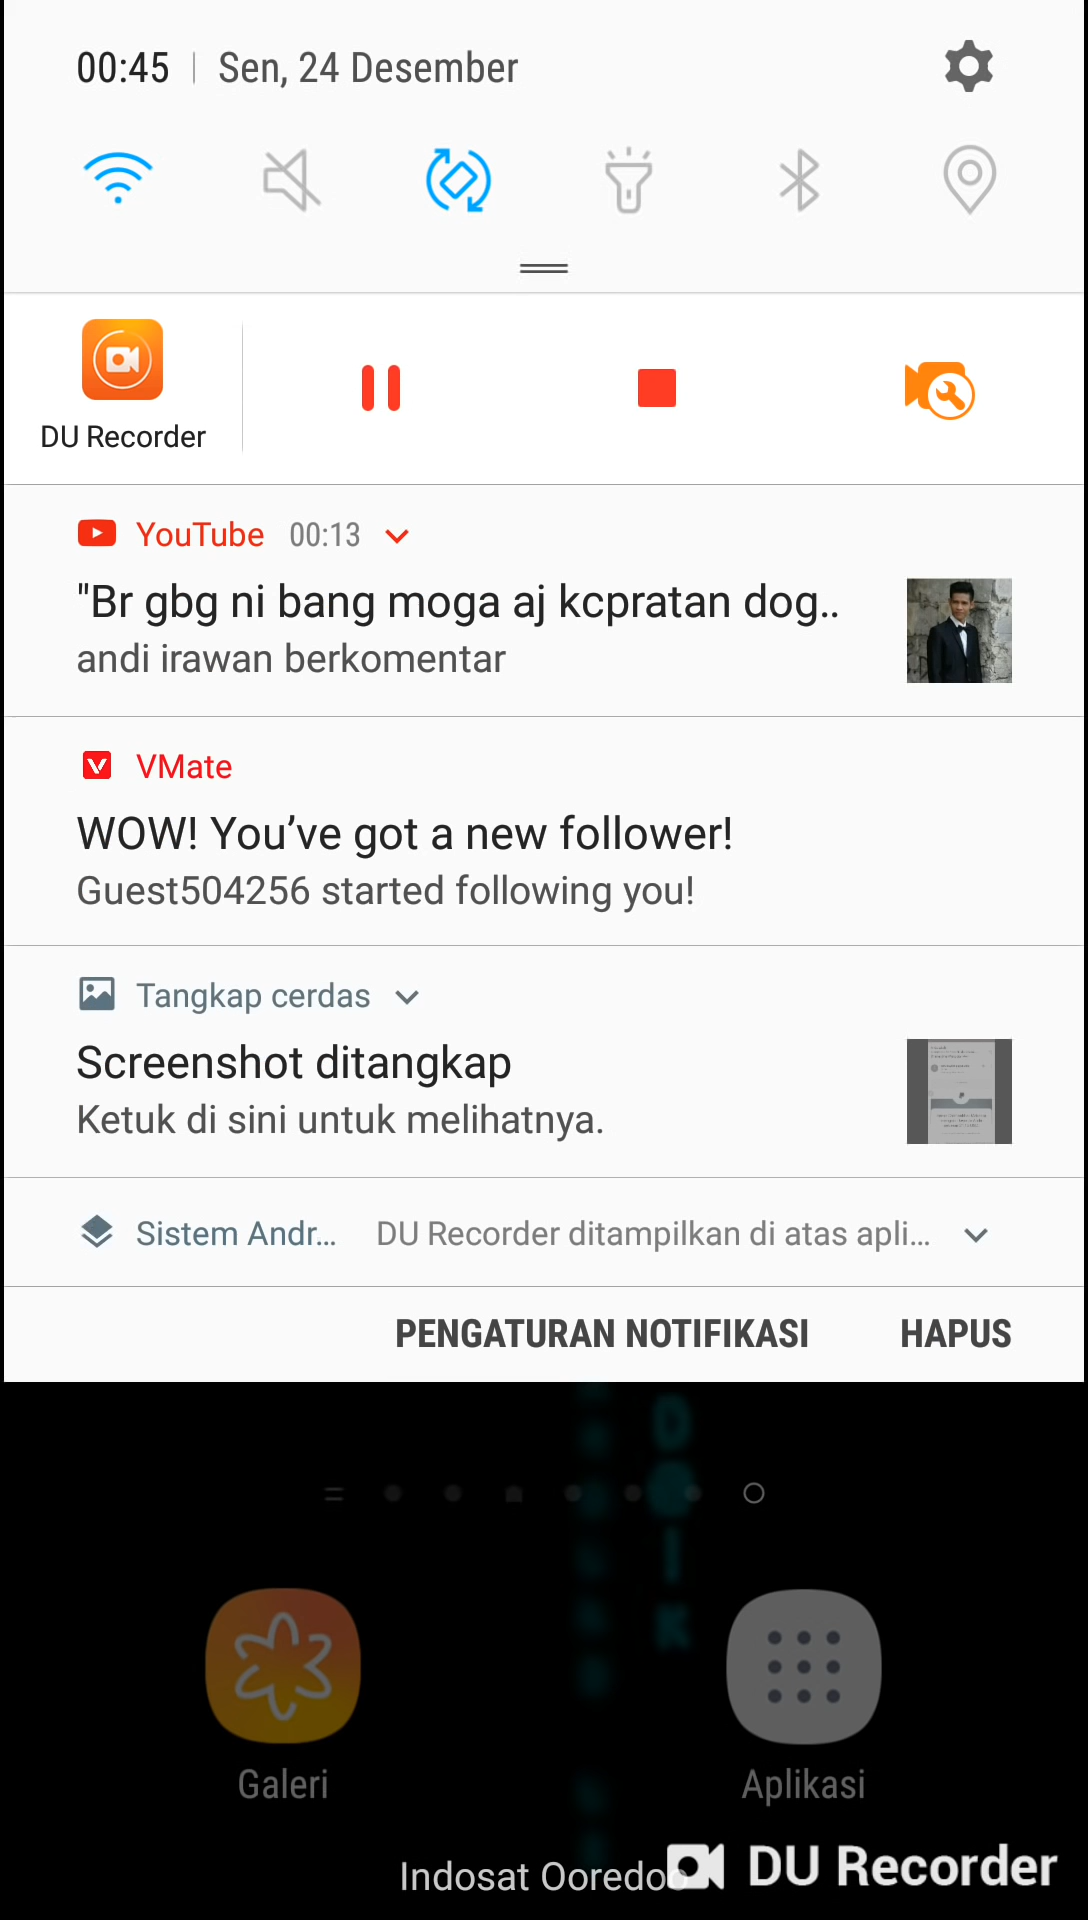 00:45 | Sen, 24 Desember
DU Recorder
YouTube 00:13
"Br gbg ni bang moga aj kcpratan dog..
andi irawan berkomentar
VMate
WOW! You’ve got a new follower!
Guest504256 started following you!
Tangkap cerdas
Screenshot ditangkap
Ketuk di sini untuk melihatnya.
Sistem Andr... DU Recorder ditampilkan di atas apli...
PENGATURAN NOTIFIKASI HAPUS
Galeri Aplikasi
Indosat Ooredoo
DU Recorder